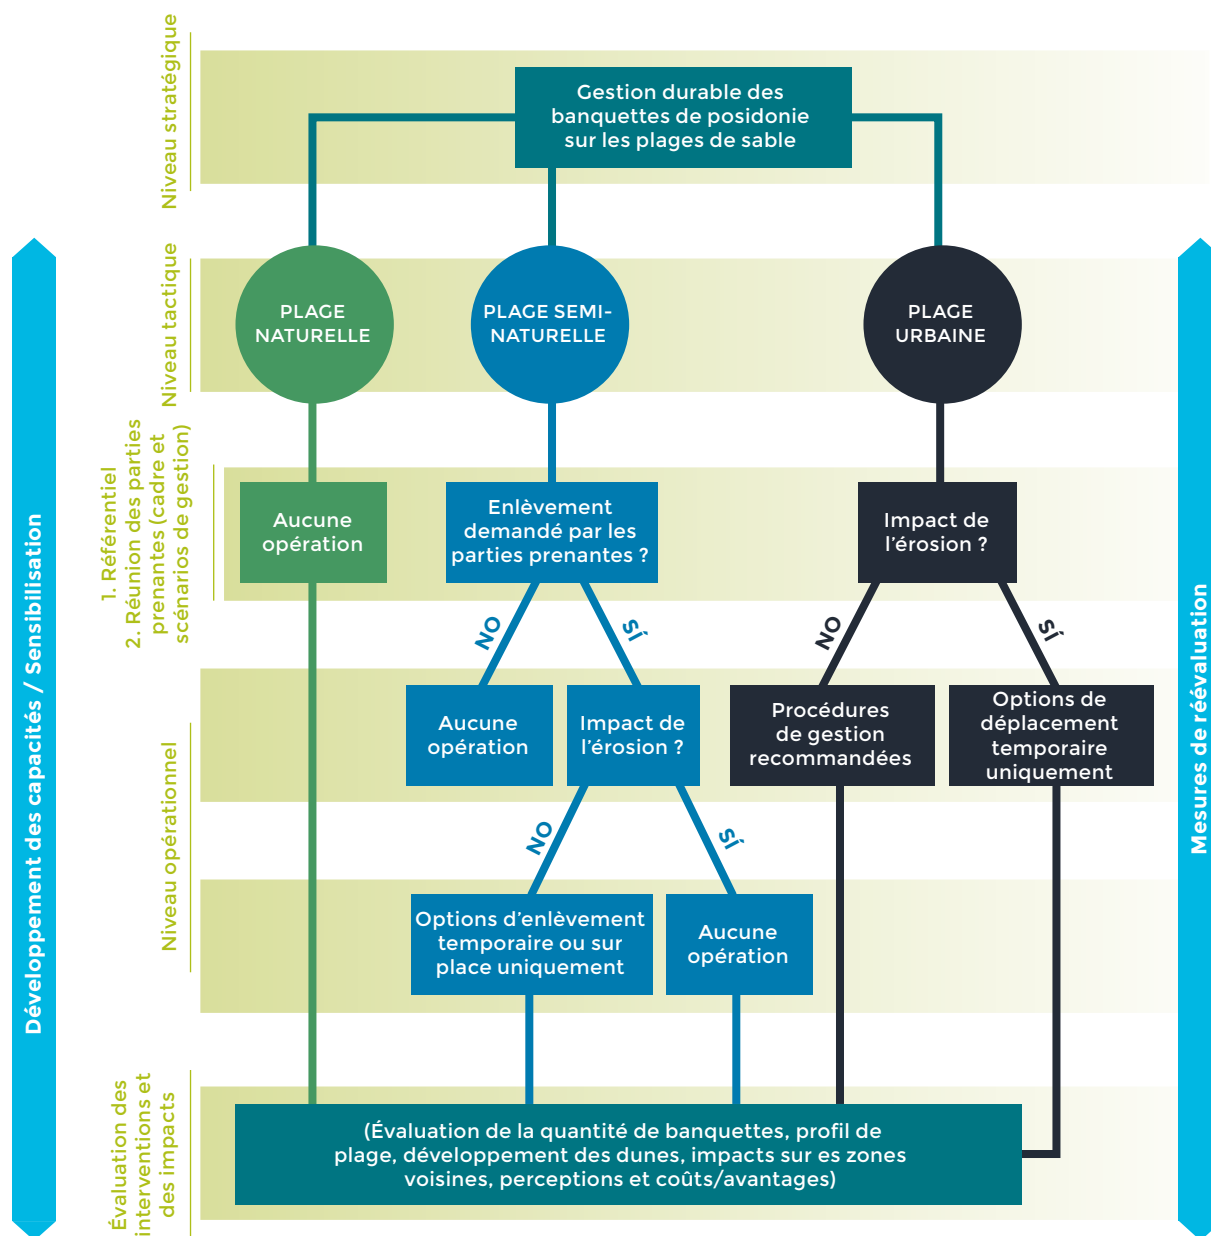 Niveau stratégique
Gestion durable des
banquettes de posidonie
sur les plages de sable
Niveau tactique
PLAGE
NATURELLE
PLAGE SEMI-
NATURELLE
PLAGE
URBAINE
1. Référentiel
2. Réunion des parties
prenantes (cadre et
scénarios de gestion)
Aucune
opération
Enlèvement
demandé par les
parties prenantes ?
Impact de
l'érosion ?
NO
SÍ
NO
SÍ
Niveau opérationnel
Aucune
opération
Impact de
l'érosion ?
Procédures
de gestion
recommandées
Options de
déplacement
temporaire
uniquement
NO
SÍ
Options d'enlèvement
temporaire ou sur
place uniquement
Aucune
opération
Évaluation des
interventions et
des impacts
(Évaluation de la quantité de banquettes, profil de
plage, développement des dunes, impacts sur es zones
voisines, perceptions et coûts/avantages)
Développement des capacités / Sensibilisation
Mesures de réévaluation